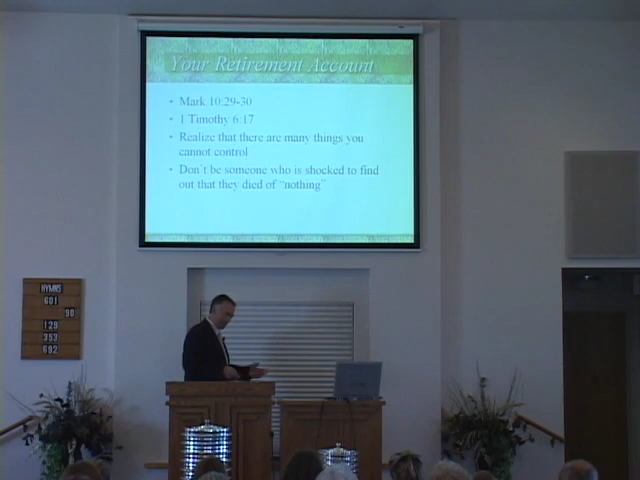 Your Retirement Account
• Mark 10:29-30
• 1 Timothy 6:17
• Realize that there are many things you
cannot control
• Don't be someone who is shocked to find
out that they died of "nothing"
HYMNS
601
90
129
353
692